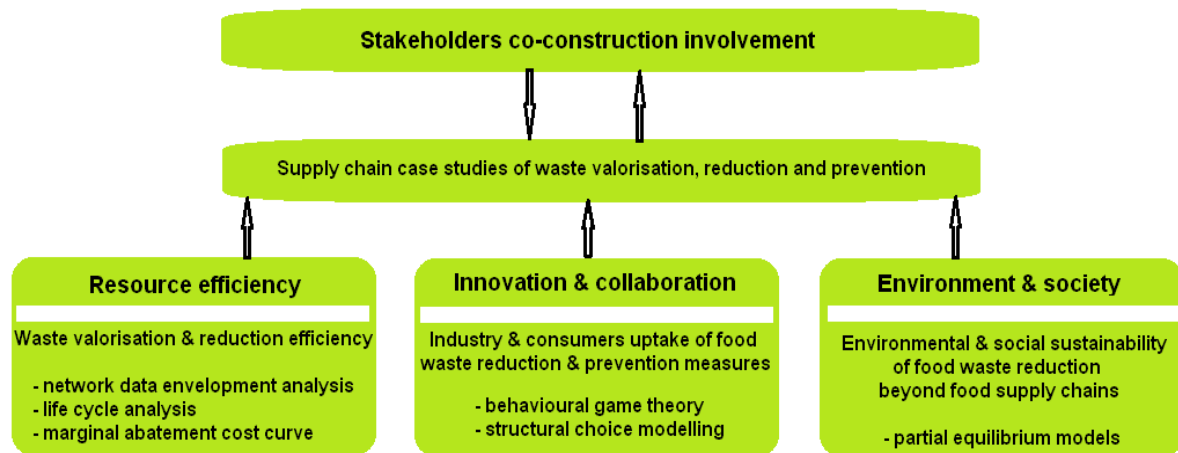 Stakeholders co-construction involvement
Supply chain case studies of waste valorisation, reduction and prevention
Resource efficiency
Waste valorisation & reduction efficiency
- network data envelopment analysis
- life cycle analysis
- marginal abatement cost curve
Innovation & collaboration
Industry & consumers uptake of food
waste reduction & prevention measures
- behavioural game theory
- structural choice modelling
Environment & society
Environmental & social sustainability
of food waste reduction
beyond food supply chains
- partial equilibrium models